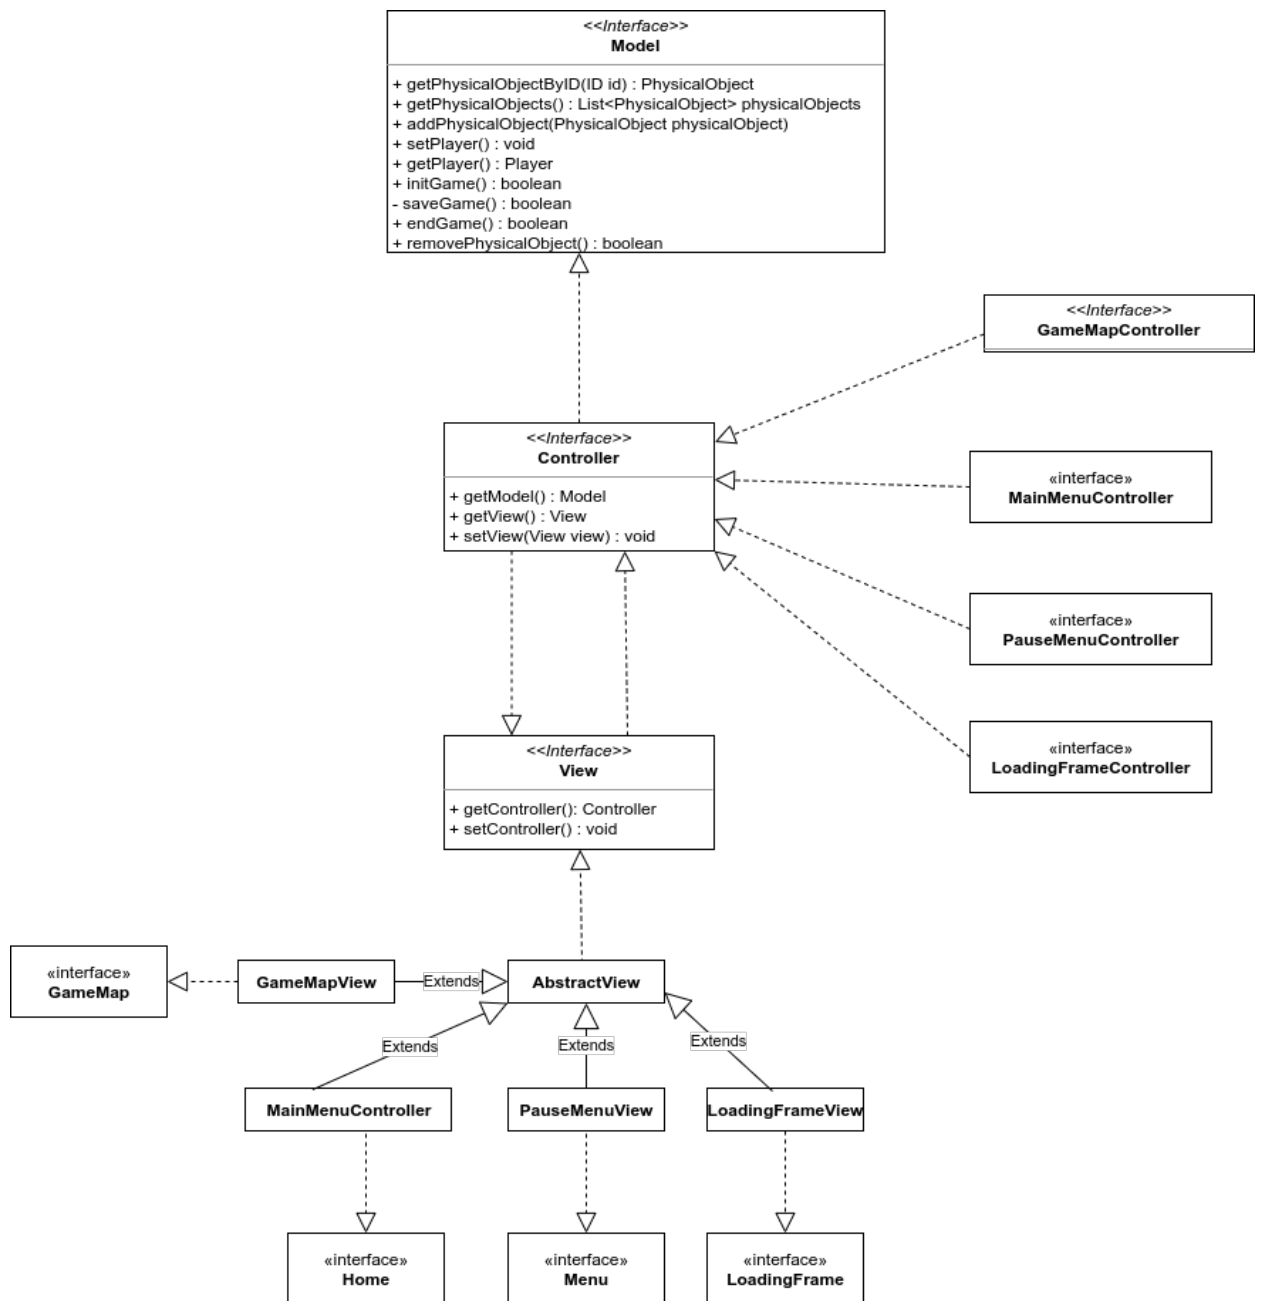 <<Interface>>
Model
+ getPhysicalObjectByID(ID id) : PhysicalObject
+ getPhysicalObjects() : List<PhysicalObject> physicalObjects
+ addPhysicalObject(PhysicalObject physicalObject)
+ setPlayer() : void
+ getPlayer() : Player
+ initGame() : boolean
- saveGame() : boolean
+ endGame() : boolean
+ removePhysicalObject() : boolean
<<Interface>>
GameMapController
<<Interface>>
Controller
+ getModel() : Model
+ getView() : View
+ setView(View view) : void
«interface»
MainMenuController
«interface»
PauseMenuController
«interface»
LoadingFrameController
<<Interface>>
View
+ getController(): Controller
+ setController() : void
«interface»
GameMap
GameMapView
Extends
AbstractView
Extends
Extends
Extends
MainMenuController
PauseMenuView
LoadingFrameView
«interface»
Home
«interface»
Menu
«interface»
LoadingFrame